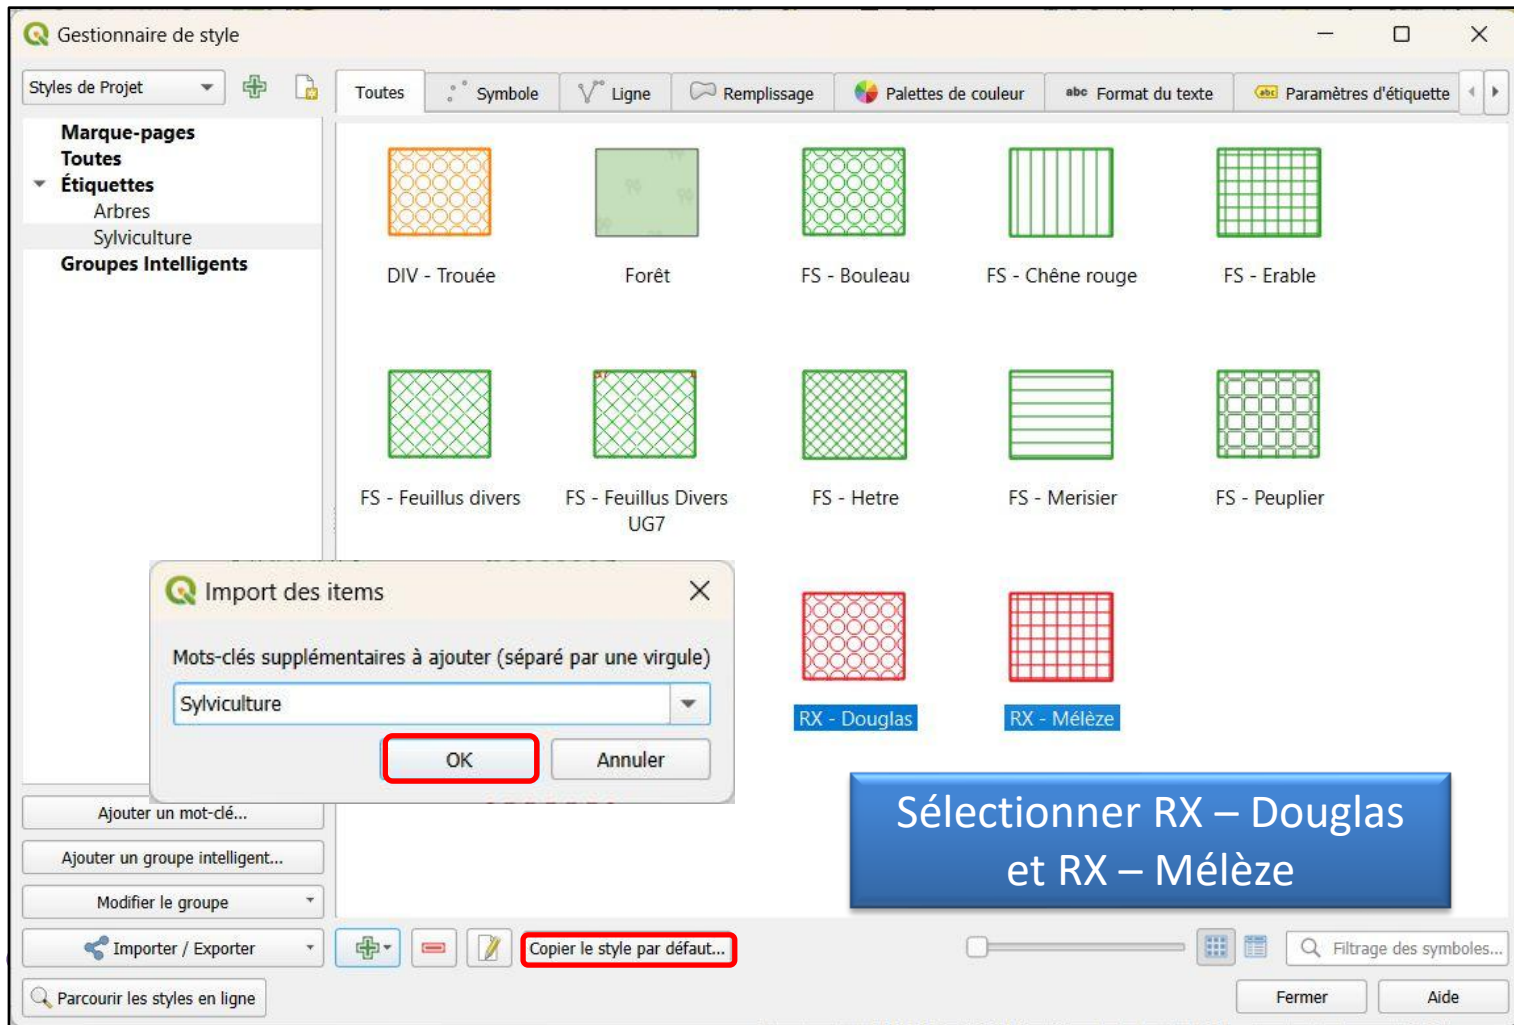 Gestionnaire de style
Styles de Projet
Toutes
Symbole
Ligne
Remplissage
Palettes de couleur
abc Format du texte
abc Paramètres d'étiquette
Marque-pages
Toutes
Étiquettes
Arbres
Sylviculture
Groupes Intelligents
DIV - Trouée
Forêt
FS - Bouleau
FS - Chêne rouge
FS - Erable
FS - Feuillus divers
FS - Feuillus Divers
UG7
FS - Hetre
FS - Merisier
FS - Peuplier
Import des items
Mots-clés supplémentaires à ajouter (séparé par une virgule)
Sylviculture
OK
Annuler
RX - Douglas
RX - Mélèze
Sélectionner RX – Douglas
et RX – Mélèze
Ajouter un mot-clé...
Ajouter un groupe intelligent...
Modifier le groupe
Importer / Exporter
Copier le style par défaut...
Filtrage des symboles...
Parcourir les styles en ligne
Fermer
Aide